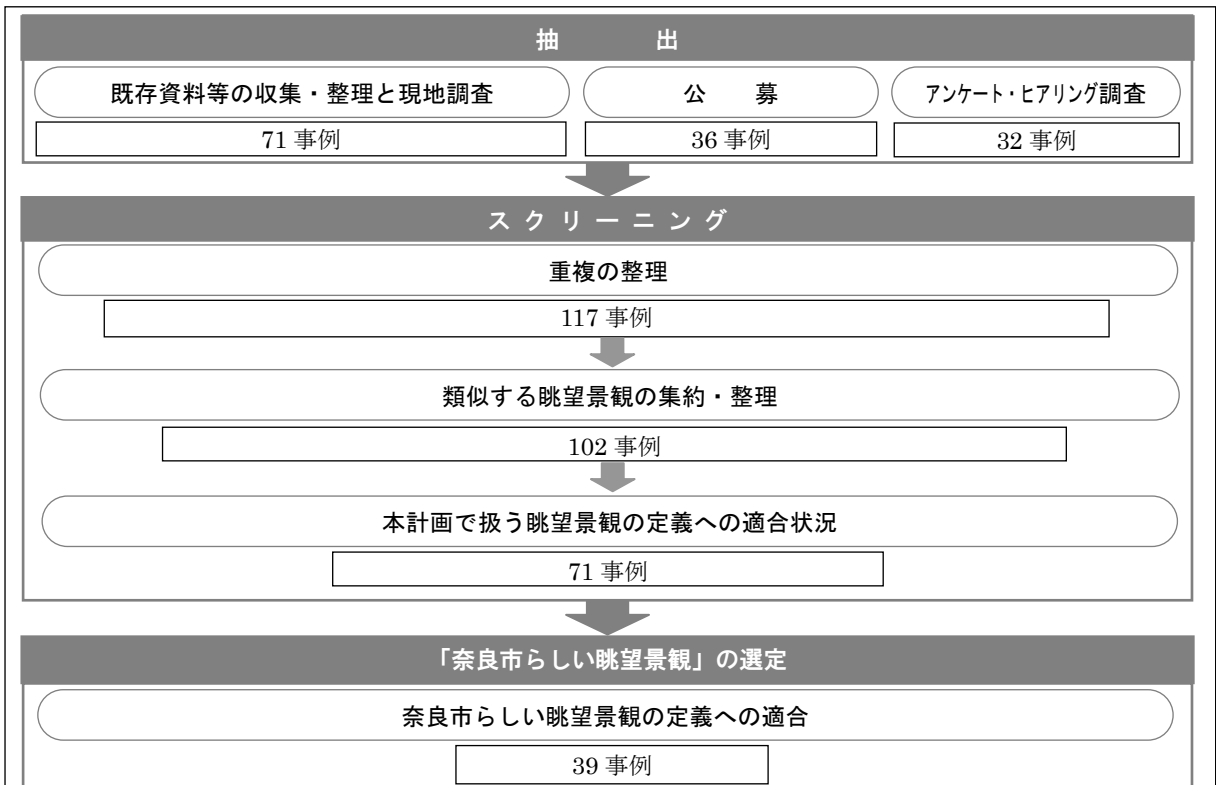 抽 出
既存資料等の収集・整理と現地調査 公 募 アンケート・ヒアリング調査
71 事例 36 事例 32 事例
スクリーニング
重複の整理
117 事例
類似する眺望景観の集約・整理
102 事例
本計画で扱う眺望景観の定義への適合状況
71 事例
「奈良市らしい眺望景観」の選定
奈良市らしい眺望景観の定義への適合
39 事例